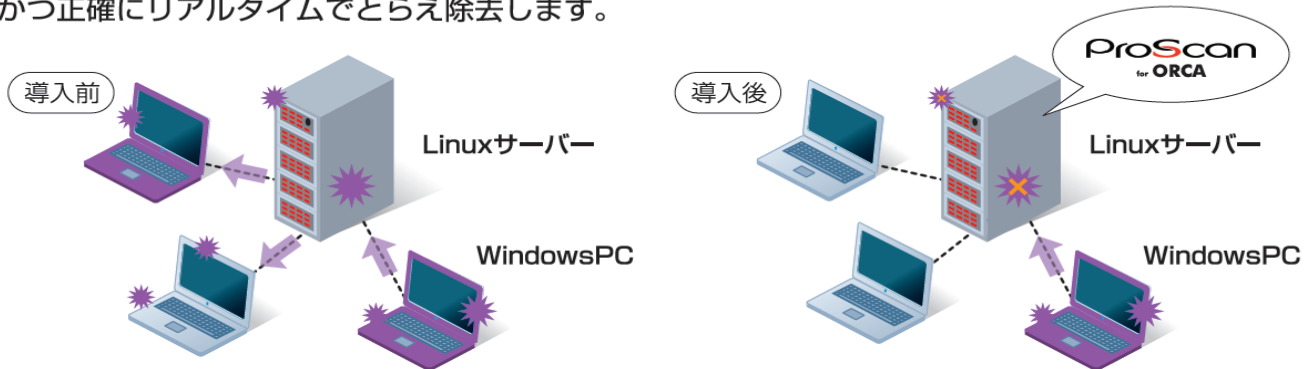 かつ正確にリアルタイムでとらえ除去します。
導入前
Linuxサーバー
WindowsPC
導入後
ProScan
for ORCA
Linuxサーバー
WindowsPC